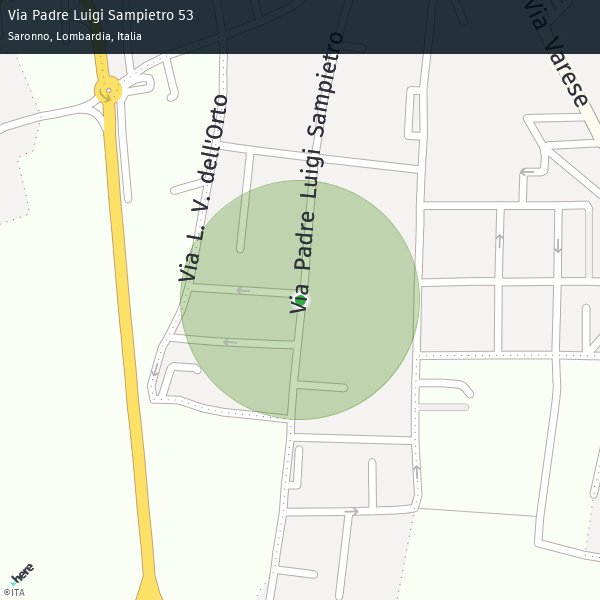 Via Padre Luigi Sampietro 53
Saronno, Lombardia, Italia
Via Varese
Via Padre Luigi Sampietro
Via L. V. dell'Orto
here
©ITA